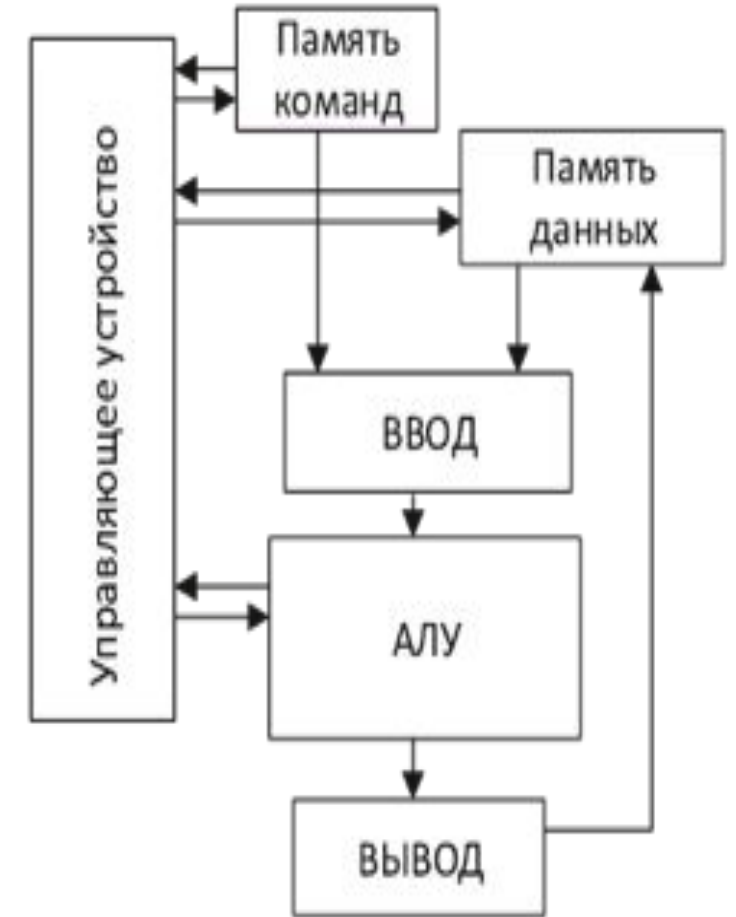 Память
команд
Память
данных
Управляющее устройство
ВВОД
АЛУ
ВЫВОД